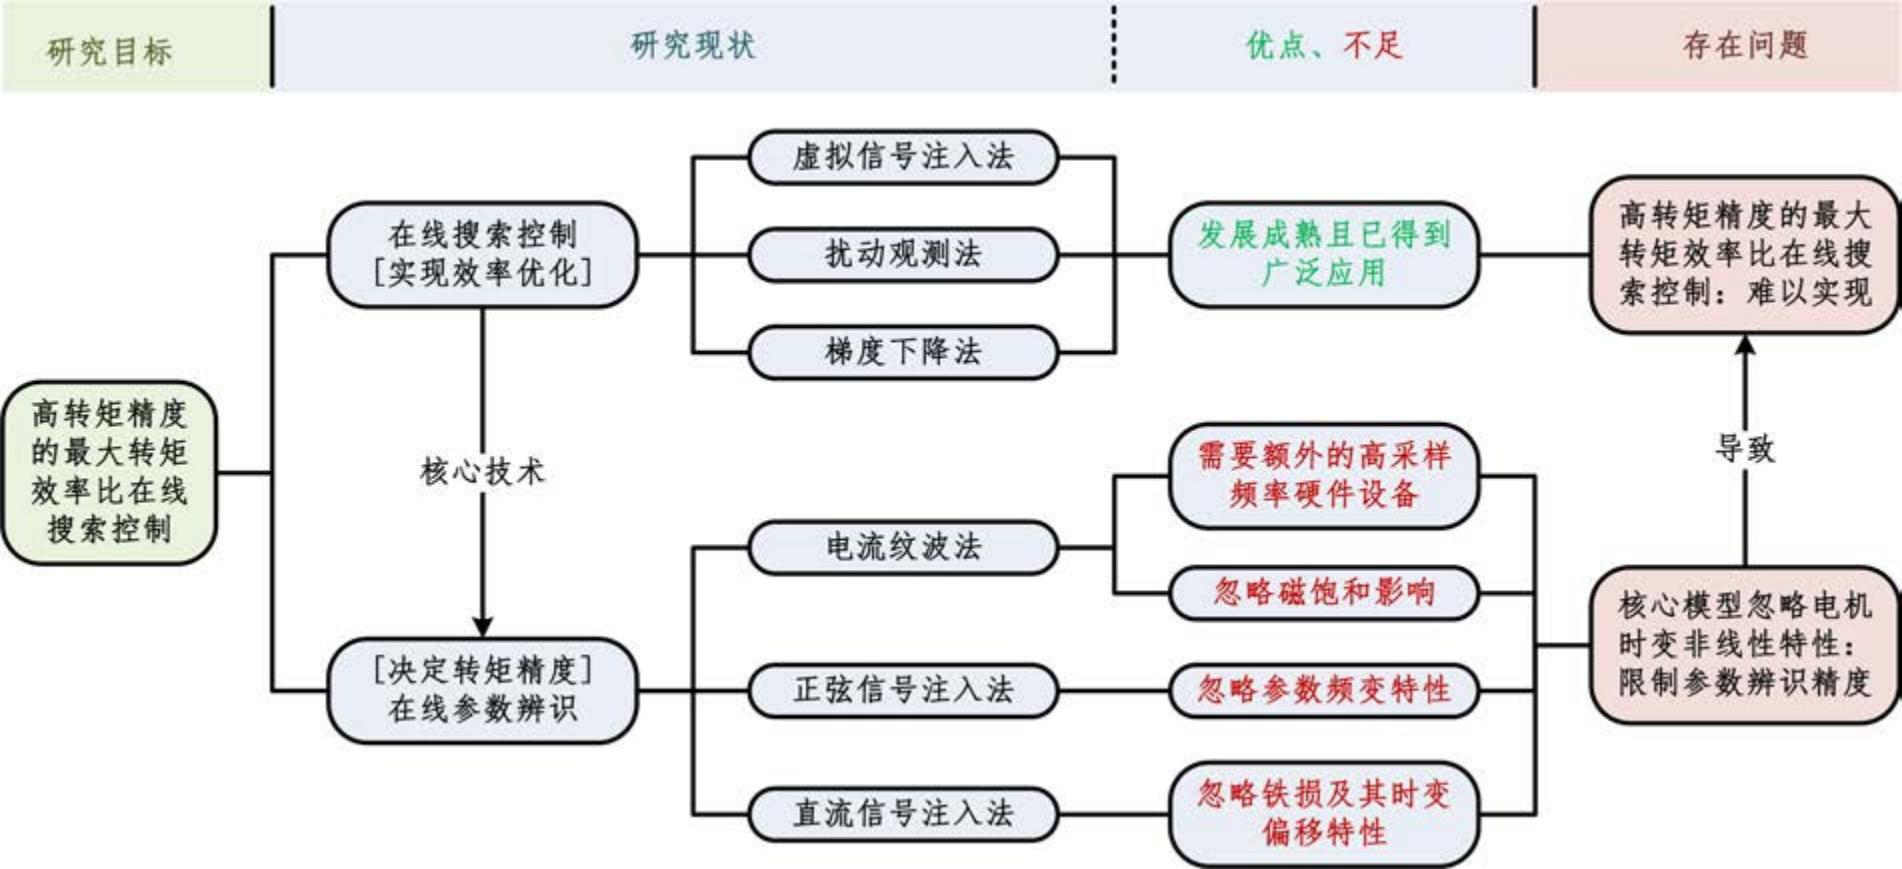 研究目标
研究现状
优点、不足
存在问题
高转矩精度
的最大转矩
效率比在线
搜索控制
在线搜索控制
[实现效率优化]
核心技术
[决定转矩精度]
在线参数辨识
虚拟信号注入法
扰动观测法
梯度下降法
电流纹波法
正弦信号注入法
直流信号注入法
发展成熟且已得到
广泛应用
需要额外的高采样
频率硬件设备
忽略磁饱和影响
忽略参数频变特性
忽略铁损及其时变
偏移特性
高转矩精度的最大
转矩效率比在线搜
索控制：难以实现
导致
核心模型忽略电机
时变非线性特性：
限制参数辨识精度